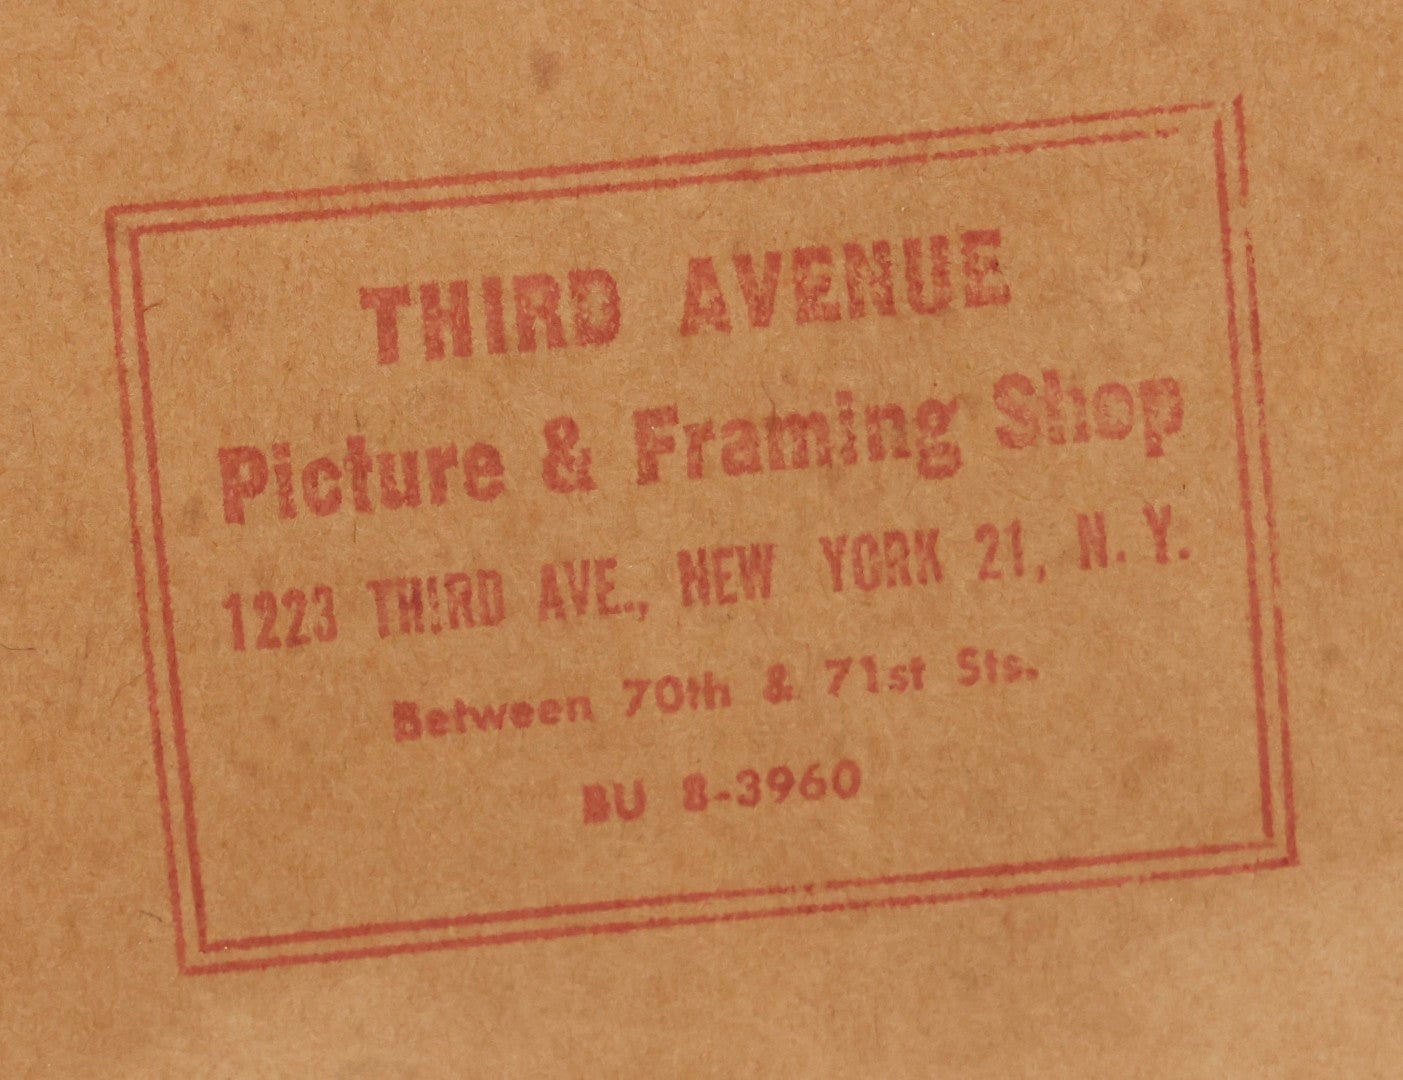 THIRD AVENUE
Picture & Framing Shop
1223 THIRD AVE., NEW YORK 21, N. Y.
Between 70th & 71st Sts.
BU 8-3960